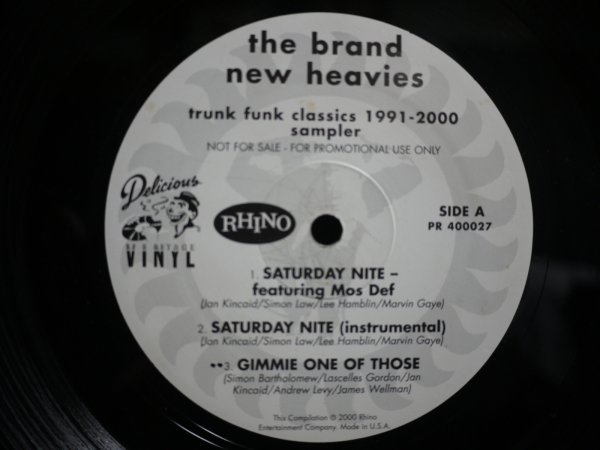 the brand
new heavies
trunk funk classics 1991-2000
sampler
NOT FOR SALE - FOR PROMOTIONAL USE ONLY
Delicious
VINYL
RHINO
SIDE A
PR 400027
1. SATURDAY NITE –
featuring Mos Def
(Jan Kincaid/Simon Law/Lee Hamblin/Marvin Gaye)
2. SATURDAY NITE (instrumental)
(Jan Kincaid/Simon Law/Lee Hamblin/Marvin Gaye)
••3. GIMMIE ONE OF THOSE
(Simon Bartholomew/Lascelles Gordon/Jan
Kincaid/Andrew Levy/James Wellman)
This Compilation ℗ 2000 Rhino
Entertainment Company. Made in U.S.A.